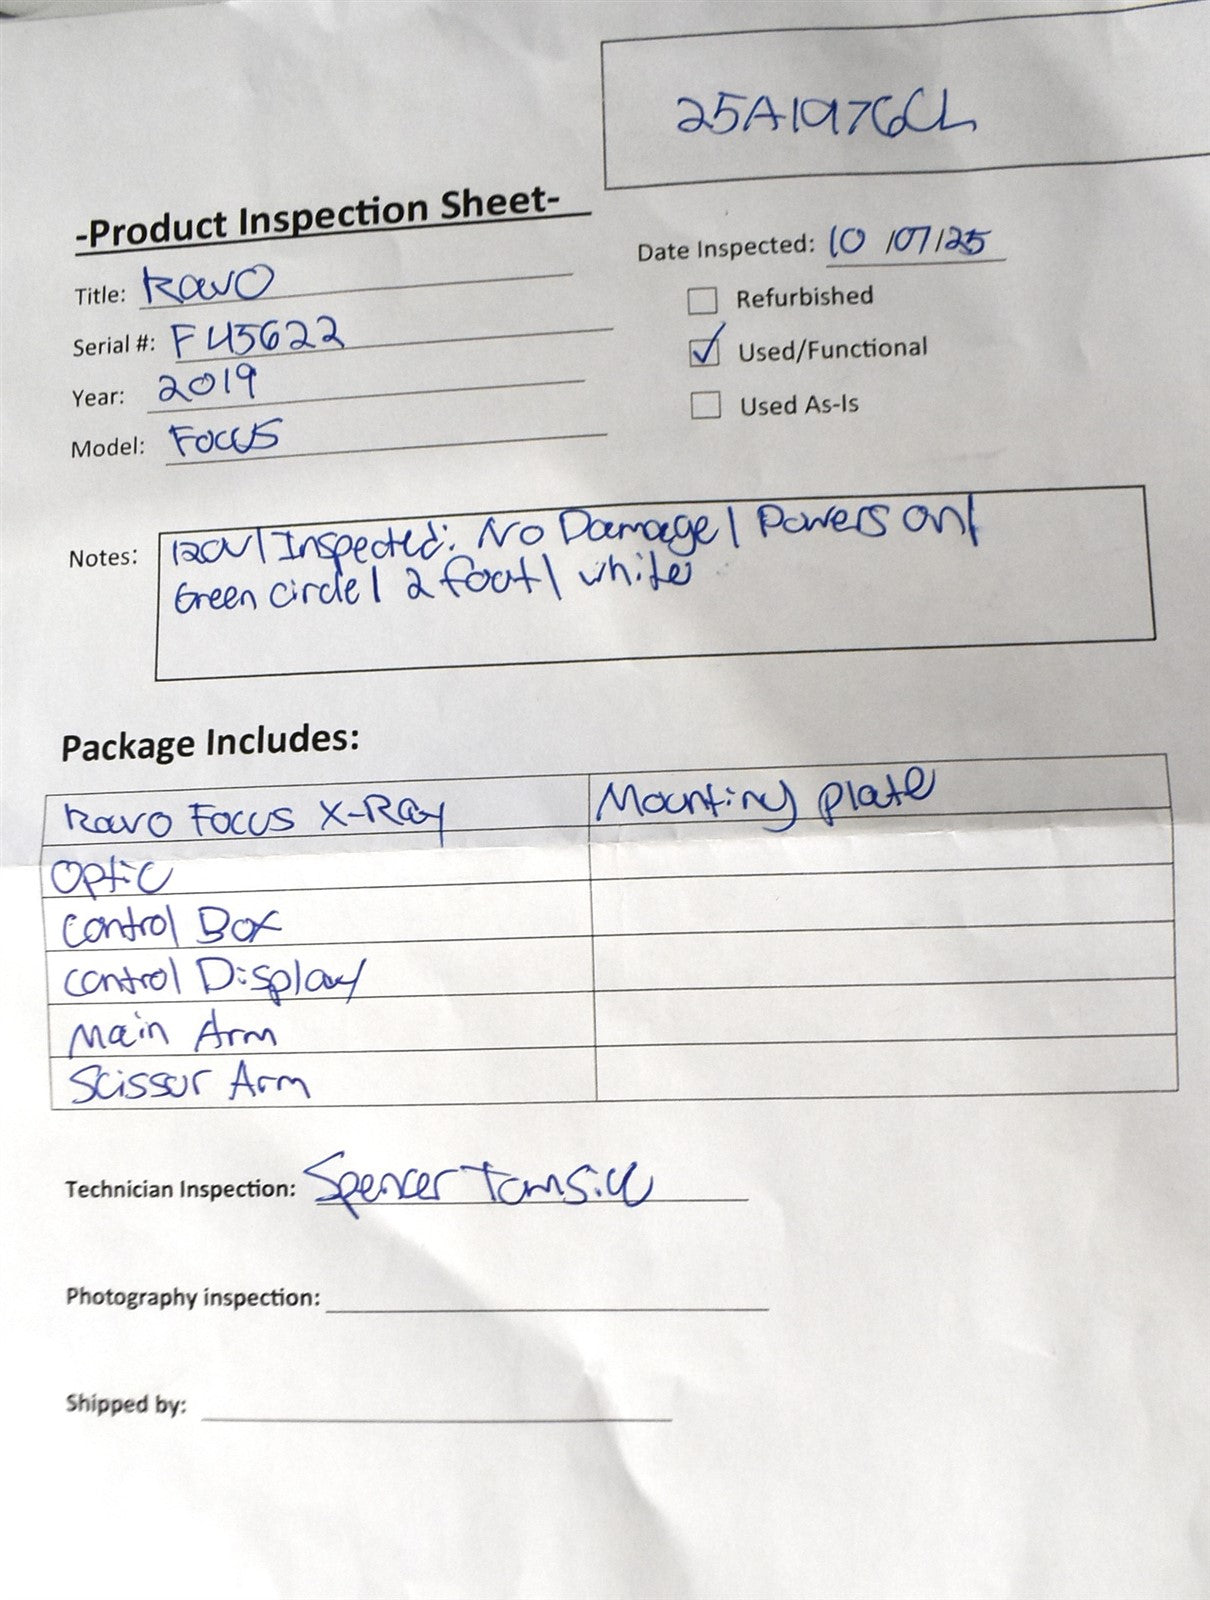 25A1976CL
-Product Inspection Sheet-
Date Inspected: 10/07/25
Title: Kavo
Refurbished
Serial #: FU5622
Used/Functional
Year: 2019
Used As-Is
Model: Focus
Notes: 120V | Inspected: No Damage | Powers on |
Green circle | 2 foot | white
Package Includes:
Kavo Focus X-Ray Mounting plate
Optic
Control Box
Control Display
Main Arm
Scissor Arm
Technician Inspection: Spencer
Photography inspection:
Shipped by: